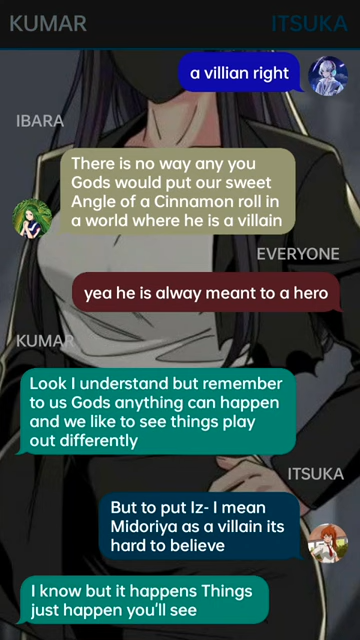 KUMAR
ITSUKA
a villian right
IBARA
There is no way any you
Gods would put our sweet
Angle of a Cinnamon roll in
a world where he is a villain
EVERYONE
yea he is alway meant to a hero
KUMAR
Look I understand but remember
to us Gods anything can happen
and we like to see things play
out differently
ITSUKA
But to put Iz- I mean
Midoriya as a villain its
hard to believe
I know but it happens Things
just happen you'll see